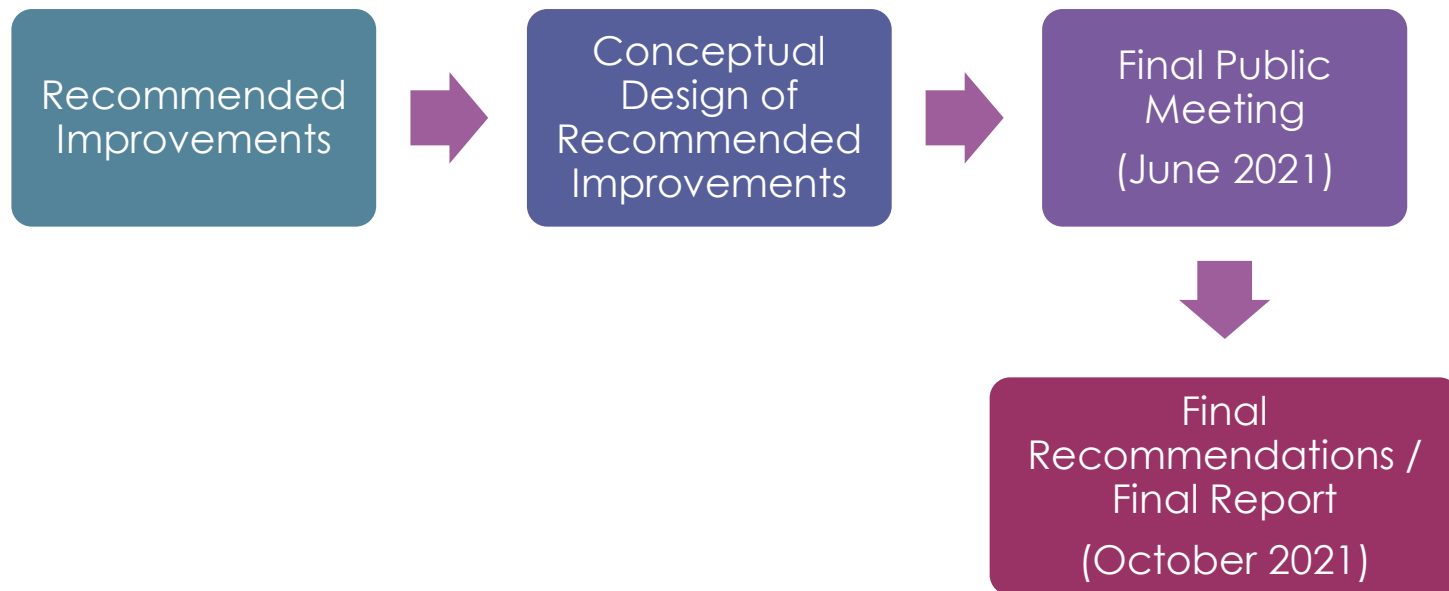 Recommended
Improvements
Conceptual
Design of
Recommended
Improvements
Final Public
Meeting
(June 2021)
Final
Recommendations /
Final Report
(October 2021)